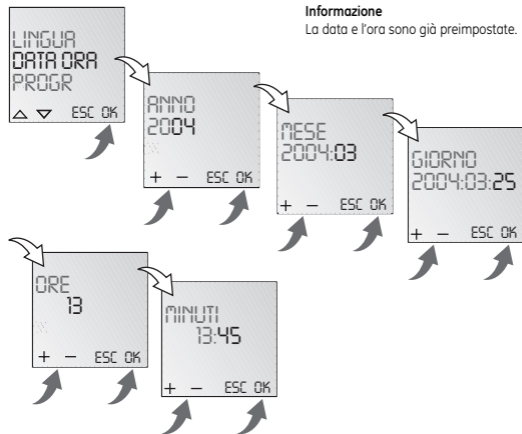 Informazione
La data e l'ora sono già preimpostate.
LINGUA
DATA ORA
PROGR
ESC OK
ANNO
2004
+ − ESC OK
MESE
2004:03
+ − ESC OK
GIORNO
2004:03:25
+ − ESC OK
ORE
13
+ − ESC OK
MINUTI
13:45
+ − ESC OK